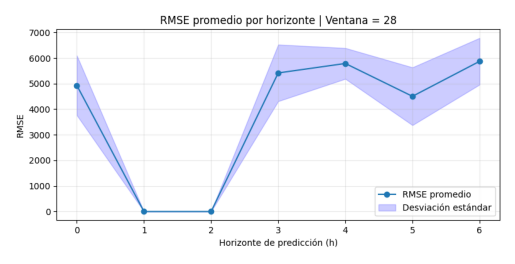 RMSE promedio por horizonte | Ventana = 28
7000
6000
5000
4000
3000
2000
1000
0
RMSE
RMSE promedio
Desviación estándar
0 1 2 3 4 5 6
Horizonte de predicción (h)